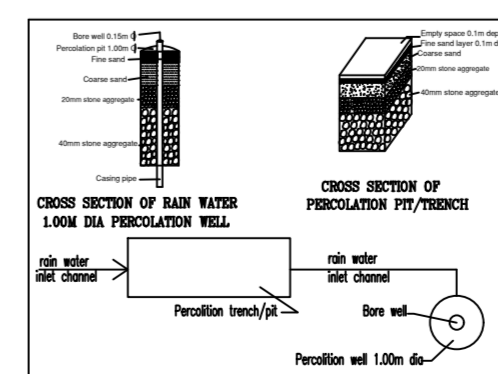 Bore well 0.15m
Percolation pit 1.00m
Fine sand
Coarse sand
20mm stone aggregate
40mm stone aggregate
Casing pipe
CROSS SECTION OF RAIN WATER
1.00M DIA PERCOLATION WELL
Empty space 0.1m dep
Fine sand layer 0.1m d
Coarse sand
20mm stone aggregate
40mm stone aggregate
CROSS SECTION OF
PERCOLATION PIT/TRENCH
rain water
inlet channel
Percolition trench/pit
rain water
inlet channel
Bore well
Percolition well 1.00m dia